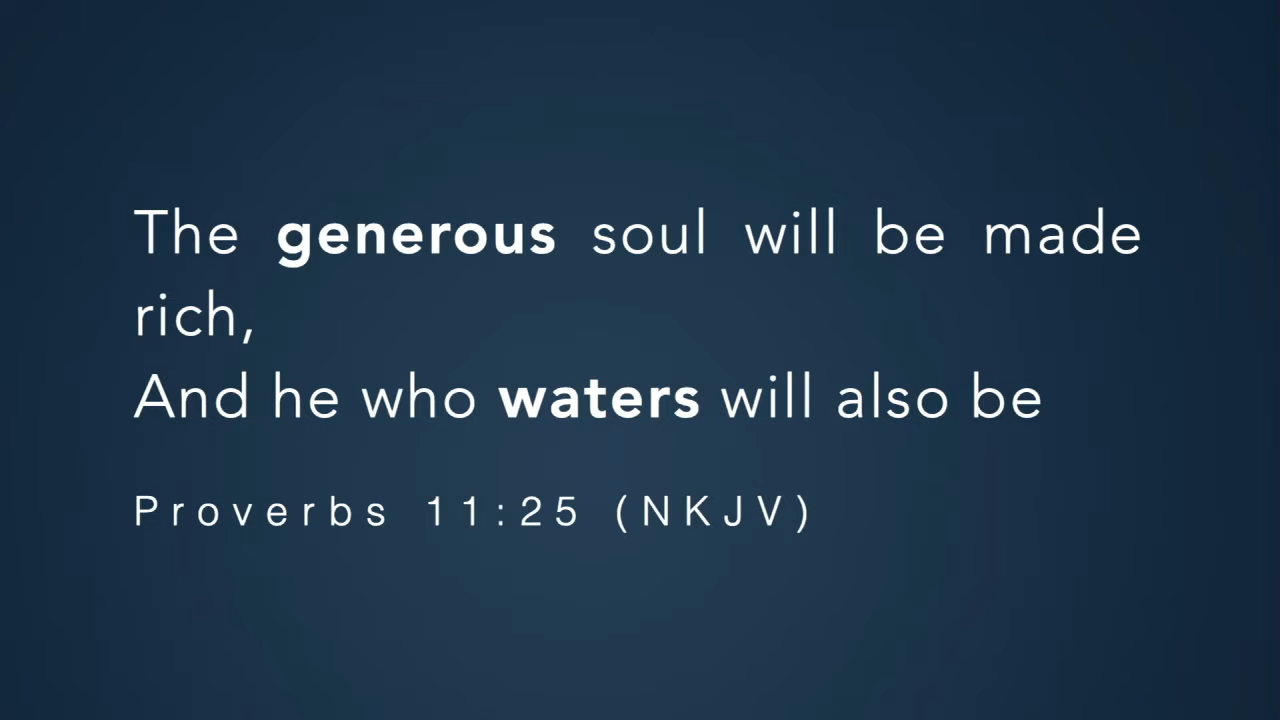 The generous soul will be made
rich,
And he who waters will also be
Proverbs 11:25 (NKJV)